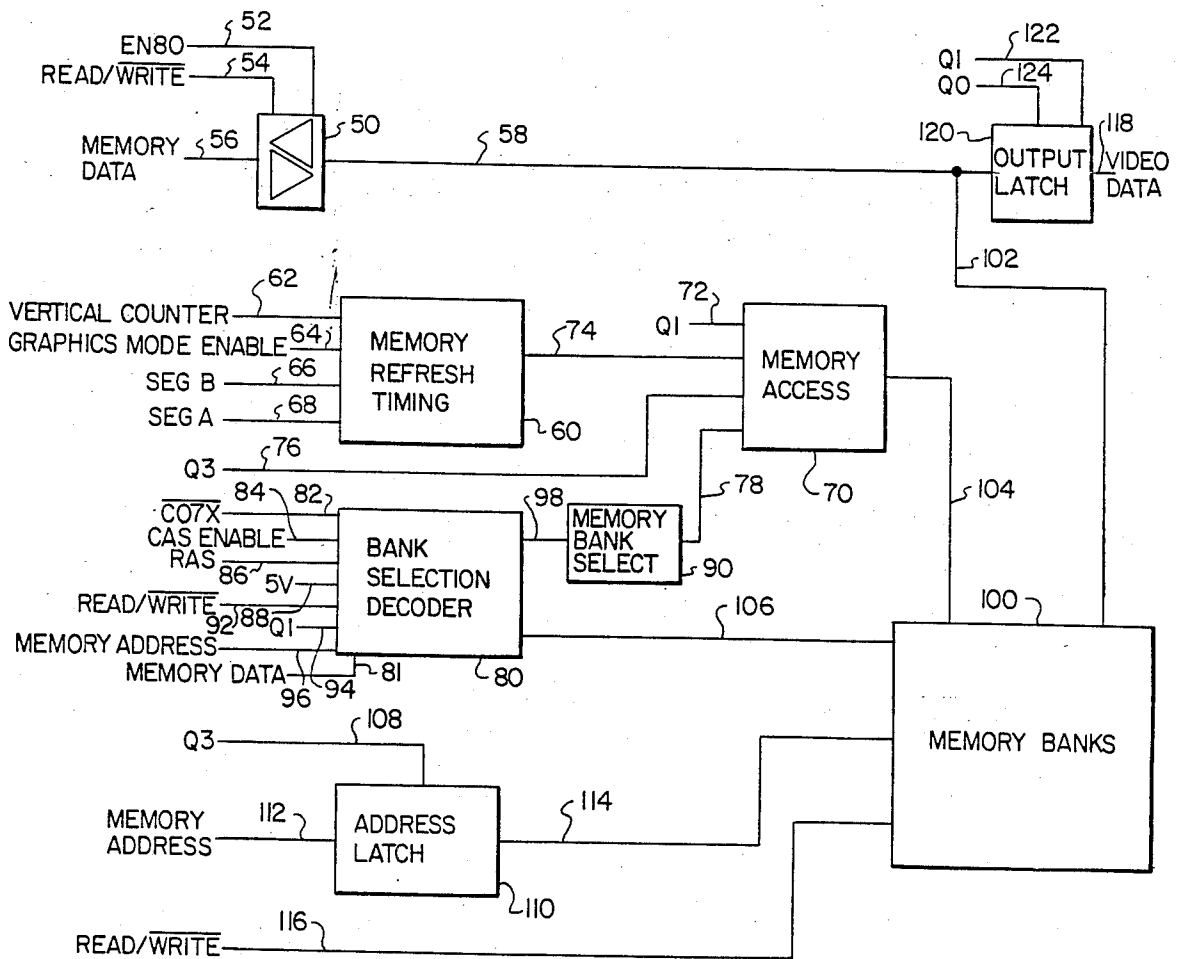 52
EN80
54
READ/WRITE
56
MEMORY
DATA
50
58
Q1
122
Q0
124
120
OUTPUT
LATCH
118
VIDEO
DATA
102
62
VERTICAL COUNTER
64
GRAPHICS MODE ENABLE
66
SEG B
68
SEG A
MEMORY
REFRESH
TIMING
60
74
72
Q1
MEMORY
ACCESS
70
76
Q3
78
104
84
82
CO7X
CAS ENABLE
RAS
86
5V
READ/WRITE
92
88
Q1
MEMORY ADDRESS
MEMORY DATA
96
94
81
BANK
SELECTION
DECODER
80
98
MEMORY
BANK
SELECT
90
106
100
MEMORY BANKS
108
Q3
112
MEMORY
ADDRESS
ADDRESS
LATCH
110
114
116
READ/WRITE